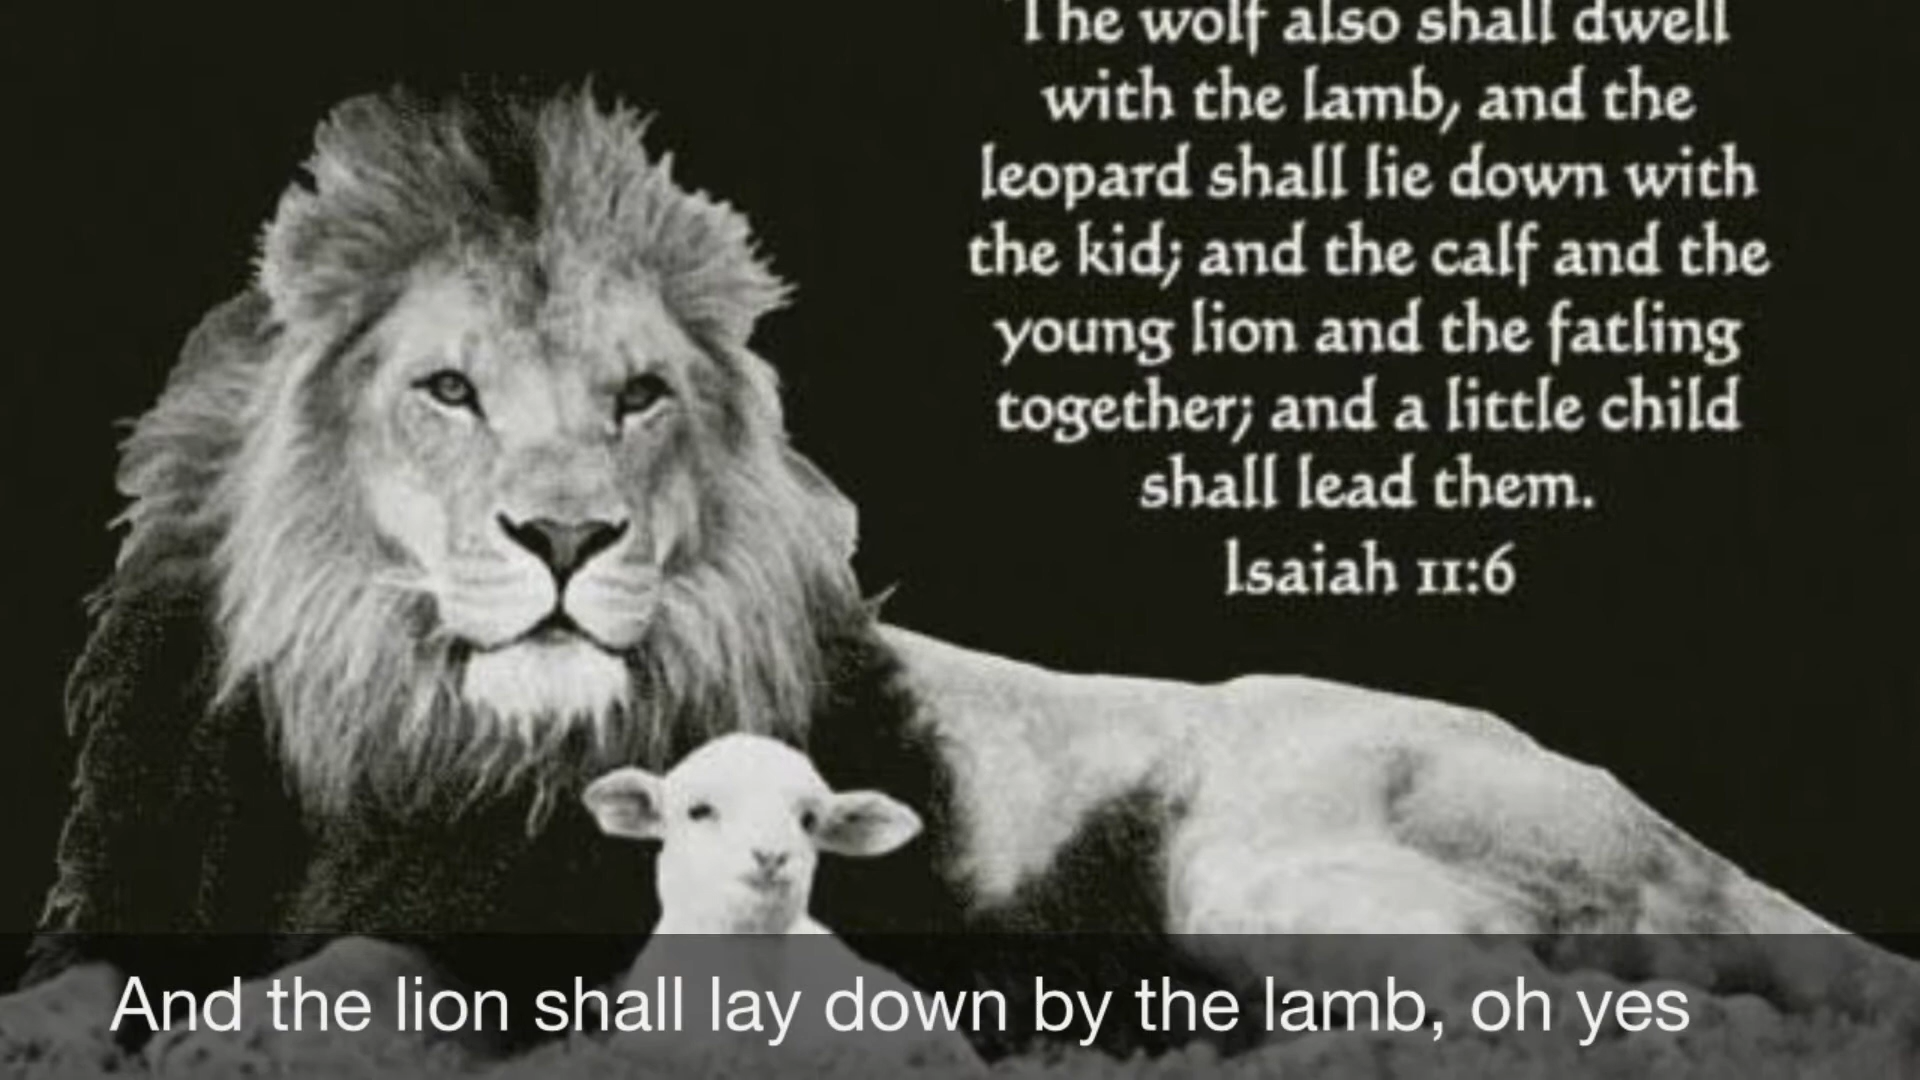 The wolf also shall dwell
with the lamb, and the
leopard shall lie down with
the kid; and the calf and the
young lion and the fatling
together; and a little child
shall lead them.
Isaiah 11:6
And the lion shall lay down by the lamb, oh yes